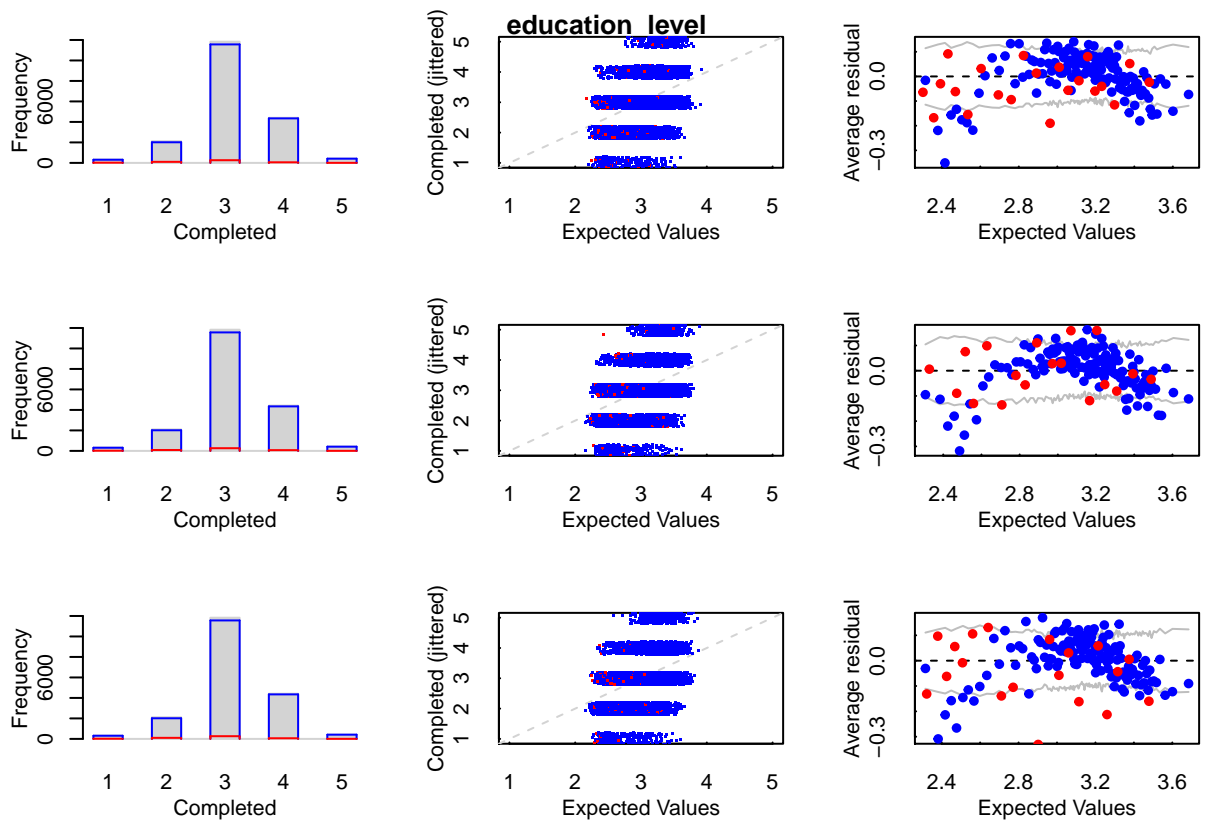 education_level
Frequency
0
6000
1 2 3 4 5
Completed
Completed (jittered)
1 2 3 4 5
1 2 3 4 5
Expected Values
Average residual
−0.3
0.0
2.4 2.8 3.2 3.6
Expected Values
Frequency
0
6000
1 2 3 4 5
Completed
Completed (jittered)
1 2 3 4 5
1 2 3 4 5
Expected Values
Average residual
−0.3
0.0
2.4 2.8 3.2 3.6
Expected Values
Frequency
0
6000
1 2 3 4 5
Completed
Completed (jittered)
1 2 3 4 5
1 2 3 4 5
Expected Values
Average residual
−0.3
0.0
2.4 2.8 3.2 3.6
Expected Values